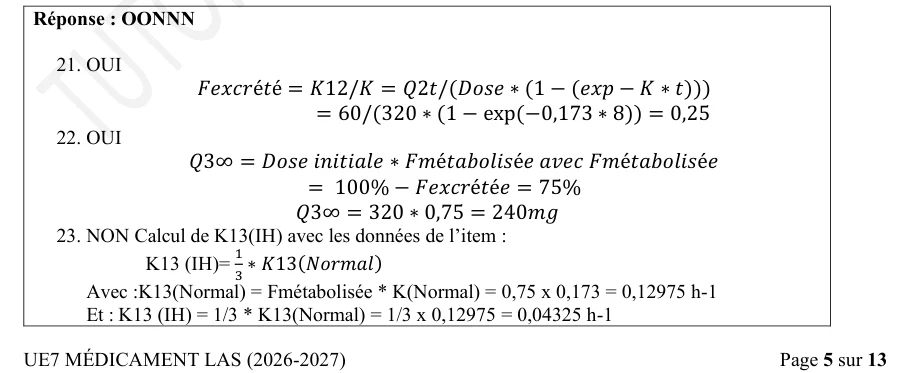 Réponse : OONNN
21. OUI
Fexcrété = K12/K = Q2t/(Dose ∗ (1 − (exp − K ∗ t)))
= 60/(320 ∗ (1 − exp(−0,173 ∗ 8)) = 0,25
22. OUI
Q3∞ = Dose initiale ∗ Fmétabolisée avec Fmétabolisée
= 100% − Fexcrétée = 75%
Q3∞ = 320 ∗ 0,75 = 240mg
23. NON Calcul de K13(IH) avec les données de l’item :
K13 (IH)= 1/3 ∗ K13(Normal)
Avec :K13(Normal) = Fmétabolisée * K(Normal) = 0,75 x 0,173 = 0,12975 h-1
Et : K13 (IH) = 1/3 * K13(Normal) = 1/3 x 0,12975 = 0,04325 h-1
UE7 MÉDICAMENT LAS (2026-2027) Page 5 sur 13